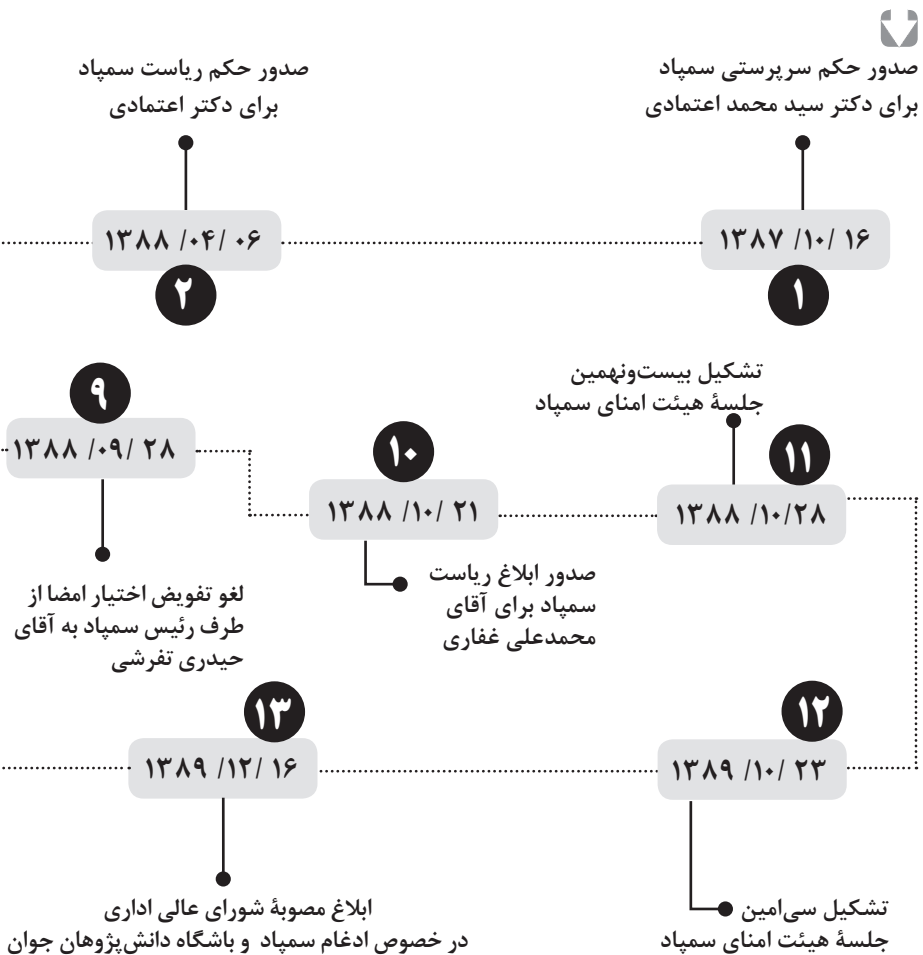 صدور حکم سرپرستی سمپاد
برای دکتر سید محمد اعتمادی
۱۳۸۷ /۱۰/ ۱۶
۱
صدور حکم ریاست سمپاد
برای دکتر اعتمادی
۱۳۸۸ /۰۴/ ۰۶
۲
۹
۱۳۸۸ /۰۹/ ۲۸
لغو تفویض اختیار امضا از
طرف رئیس سمپاد به آقای
حیدری تفرشی
۱۰
۱۳۸۸ /۱۰/ ۲۱
صدور ابلاغ ریاست
سمپاد برای آقای
محمدعلی غفاری
تشکیل بیست‌ونهمین
جلسهٔ هیئت امنای سمپاد
۱۱
۱۳۸۸ /۱۰/۲۸
۱۲
۱۳۸۹ /۱۰/ ۲۳
تشکیل سی‌امین
جلسهٔ هیئت امنای سمپاد
۱۳
۱۳۸۹ /۱۲/ ۱۶
ابلاغ مصوبهٔ شورای عالی اداری
در خصوص ادغام سمپاد و باشگاه دانش‌پژوهان جوان